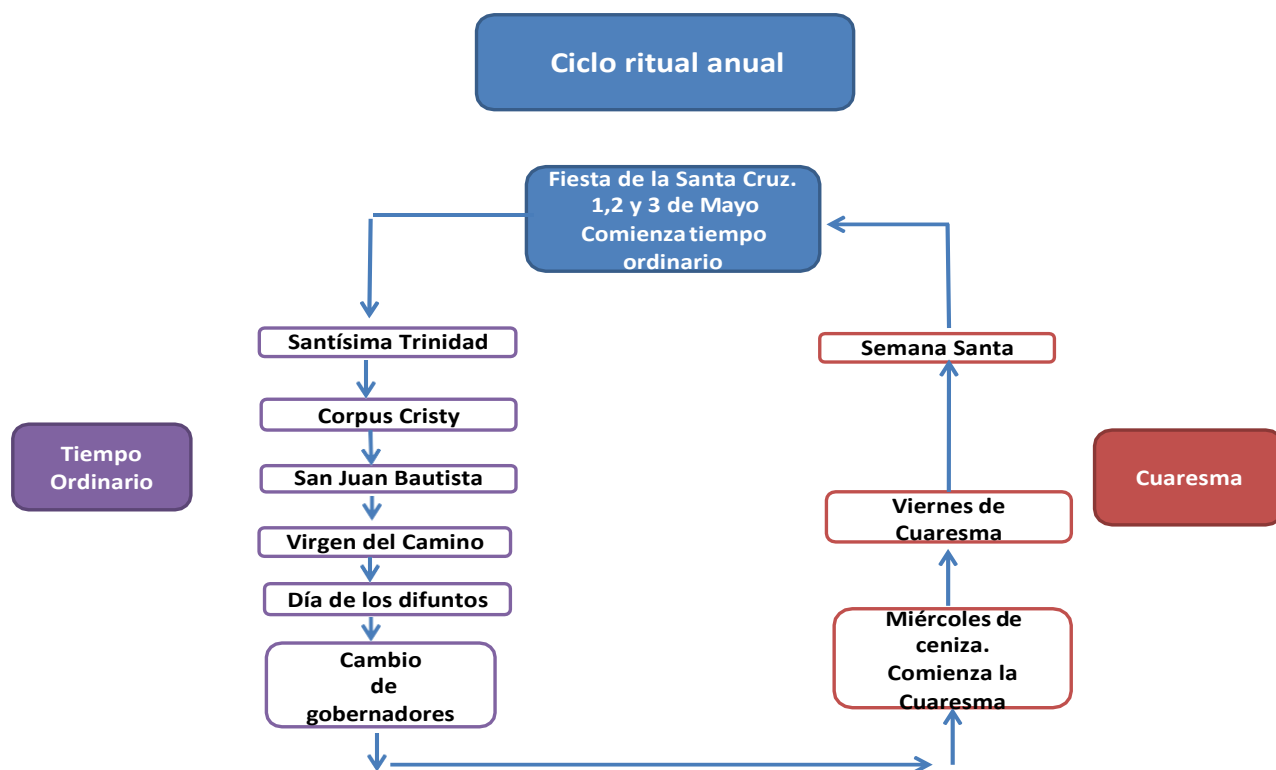 Ciclo ritual anual
Fiesta de la Santa Cruz.
1,2 y 3 de Mayo
Comienza tiempo
ordinario
Santísima Trinidad
Corpus Cristy
San Juan Bautista
Virgen del Camino
Día de los difuntos
Cambio
de
gobernadores
Tiempo
Ordinario
Semana Santa
Viernes de
Cuaresma
Miércoles de
ceniza.
Comienza la
Cuaresma
Cuaresma